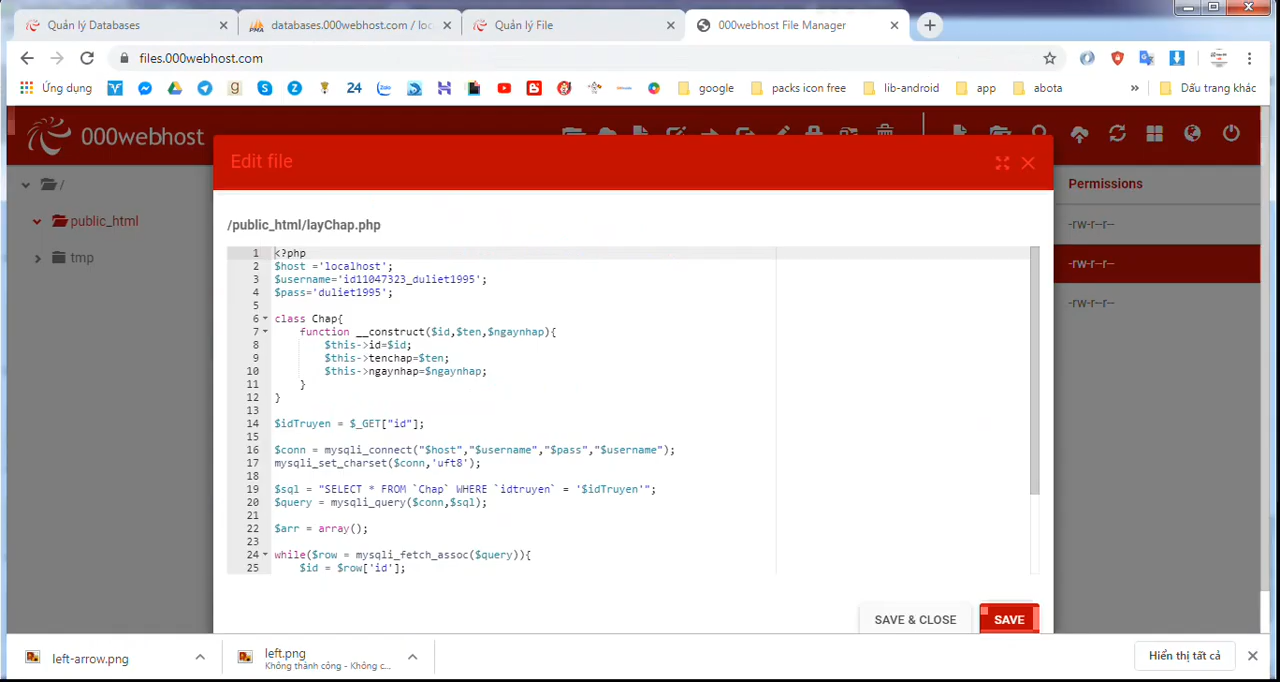 Quản lý Databases
databases.000webhost.com / loc
Quản lý File
000webhost File Manager
files.000webhost.com
Ứng dụng
24
google
packs icon free
lib-android
app
abota
»
Dấu trang khác
000webhost
Edit file
/
public_html
tmp
Permissions
-rw-r--r--
-rw-r--r--
-rw-r--r--
/public_html/layChap.php
1 <?php
2 $host ='localhost';
3 $username='id11047323_duliet1995';
4 $pass='duliet1995';
5
6 class Chap{
7 function __construct($id,$ten,$ngaynhap){
8 $this->id=$id;
9 $this->tenchap=$ten;
10 $this->ngaynhap=$ngaynhap;
11 }
12 }
13
14 $idTruyen = $_GET["id"];
15
16 $conn = mysqli_connect("$host","$username","$pass","$username");
17 mysqli_set_charset($conn,'uft8');
18
19 $sql = "SELECT * FROM `Chap` WHERE `idtruyen` = '$idTruyen'";
20 $query = mysqli_query($conn,$sql);
21
22 $arr = array();
23
24 while($row = mysqli_fetch_assoc($query)){
25 $id = $row['id'];
SAVE & CLOSE
SAVE
left-arrow.png
left.png
Không thành công - Không c...
Hiển thị tất cả